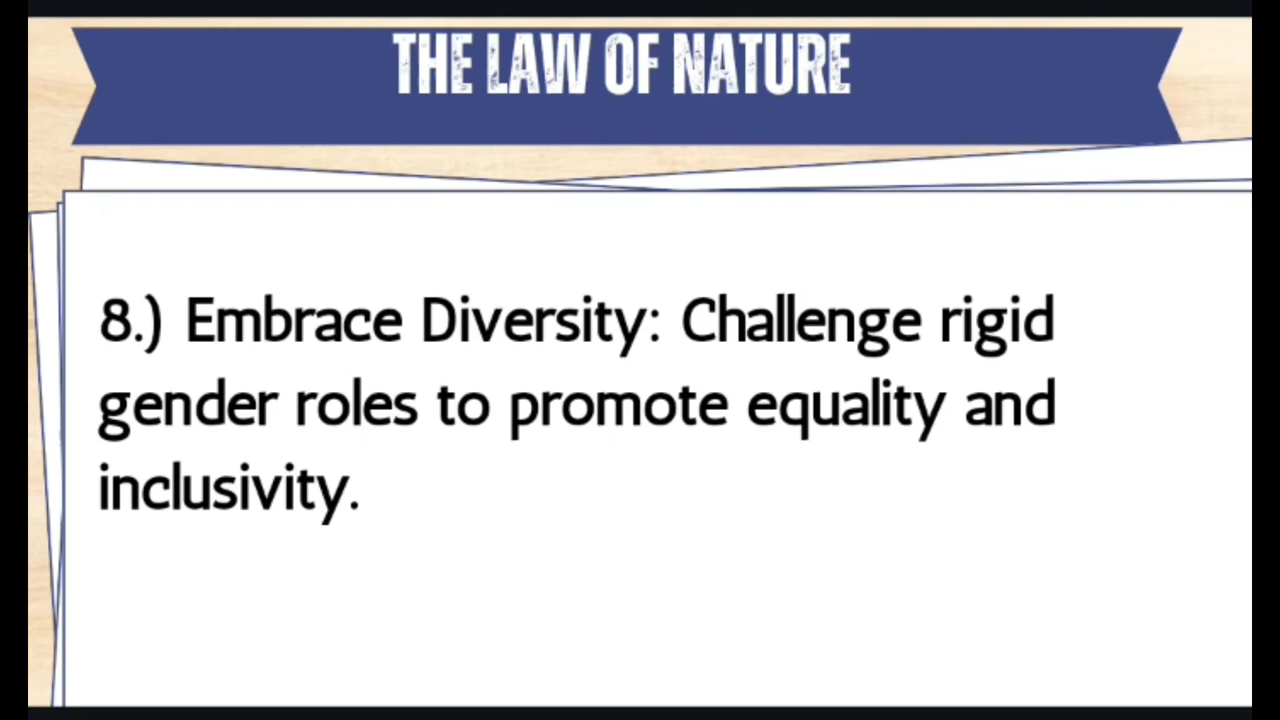 THE LAW OF NATURE
8.) Embrace Diversity: Challenge rigid
gender roles to promote equality and
inclusivity.